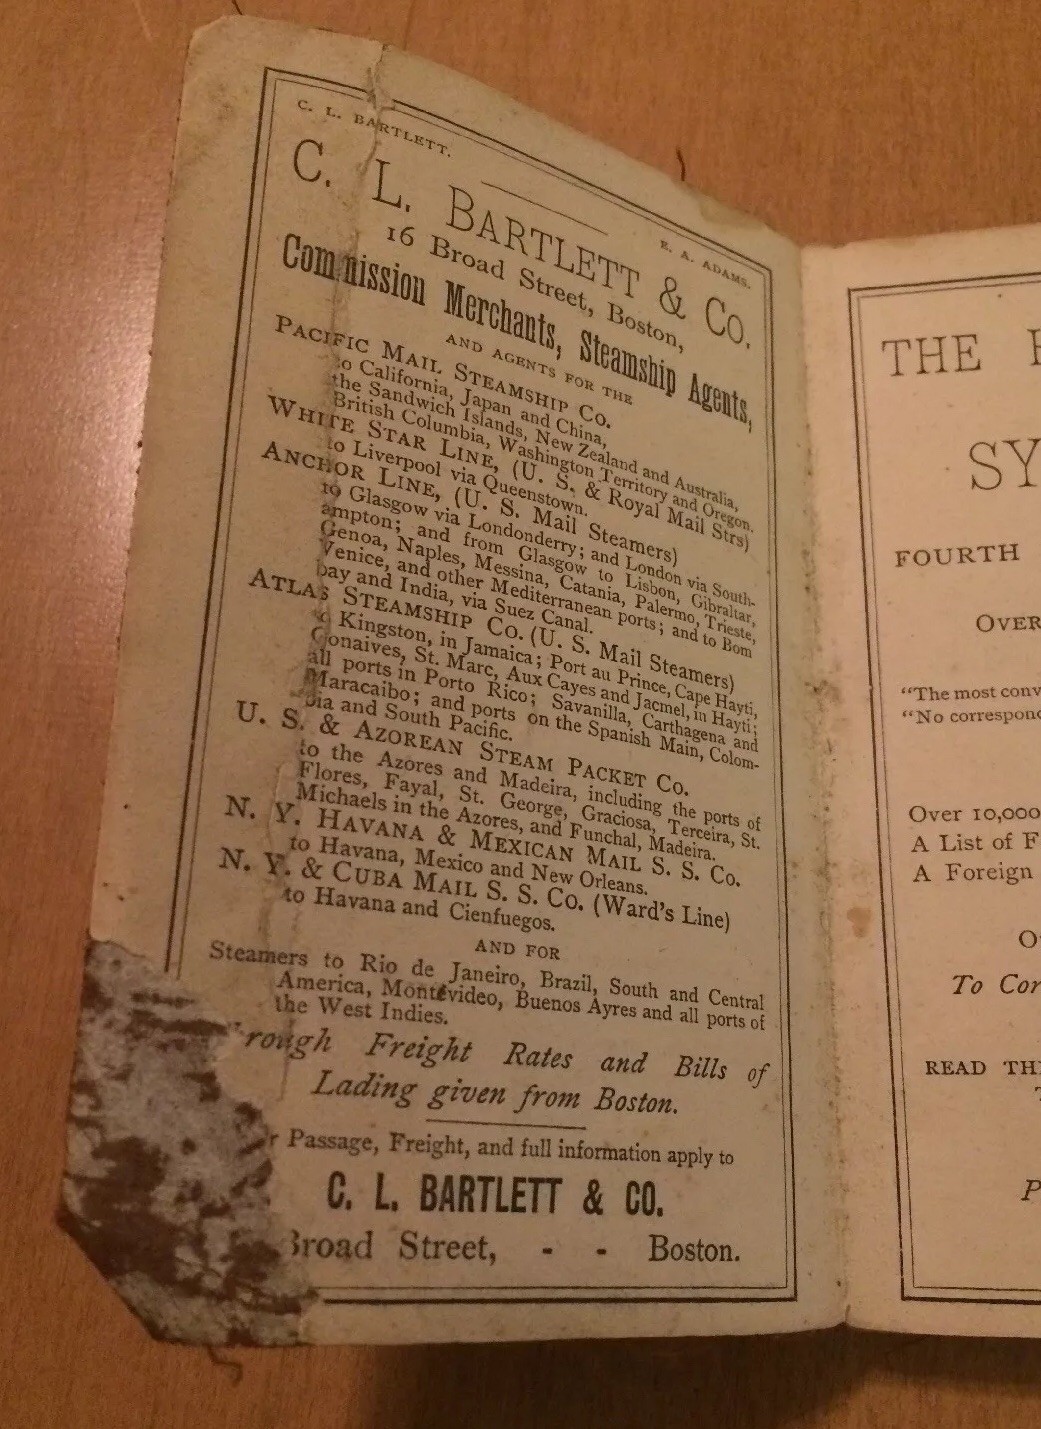 C. L. BARTLETT.
E. A. ADAMS.
C. L. BARTLETT & CO.
16 Broad Street, Boston,
Commission Merchants, Steamship Agents,
AND AGENTS FOR THE
PACIFIC MAIL STEAMSHIP CO.
to California, Japan and China,
the Sandwich Islands, New Zealand and Australia,
British Columbia, Washington Territory and Oregon.
WHITE STAR LINE, (U. S. & Royal Mail Strs)
to Liverpool via Queenstown.
ANCHOR LINE, (U. S. Mail Steamers)
to Glasgow via Londonderry; and London via South-
ampton; and from Glasgow to Lisbon, Gibraltar,
Genoa, Naples, Messina, Catania, Palermo, Trieste,
Venice, and other Mediterranean ports; and to Bom
bay and India, via Suez Canal.
ATLAS STEAMSHIP CO. (U. S. Mail Steamers)
to Kingston, in Jamaica; Port au Prince, Cape Hayti,
Gonaives, St. Marc, Aux Cayes and Jacmel, in Hayti;
all ports in Porto Rico; Savanilla, Carthagena and
Maracaibo; and ports on the Spanish Main, Colom-
bia and South Pacific.
U. S. & AZOREAN STEAM PACKET CO.
to the Azores and Madeira, including the ports of
Flores, Fayal, St. George, Graciosa, Terceira, St.
Michaels in the Azores, and Funchal, Madeira.
N. Y. HAVANA & MEXICAN MAIL S. S. CO.
to Havana, Mexico and New Orleans.
N. Y. & CUBA MAIL S. S. CO. (Ward's Line)
to Havana and Cienfuegos.
AND FOR
Steamers to Rio de Janeiro, Brazil, South and Central
America, Montevideo, Buenos Ayres and all ports of
the West Indies.
rough Freight Rates and Bills of
Lading given from Boston.
r Passage, Freight, and full information apply to
C. L. BARTLETT & CO.
Broad Street, - - Boston.
THE
SY
FOURTH
OVER
"The most conv
"No correspond
Over 10,000
A List of F
A Foreign
O
To Cor
READ TH
P